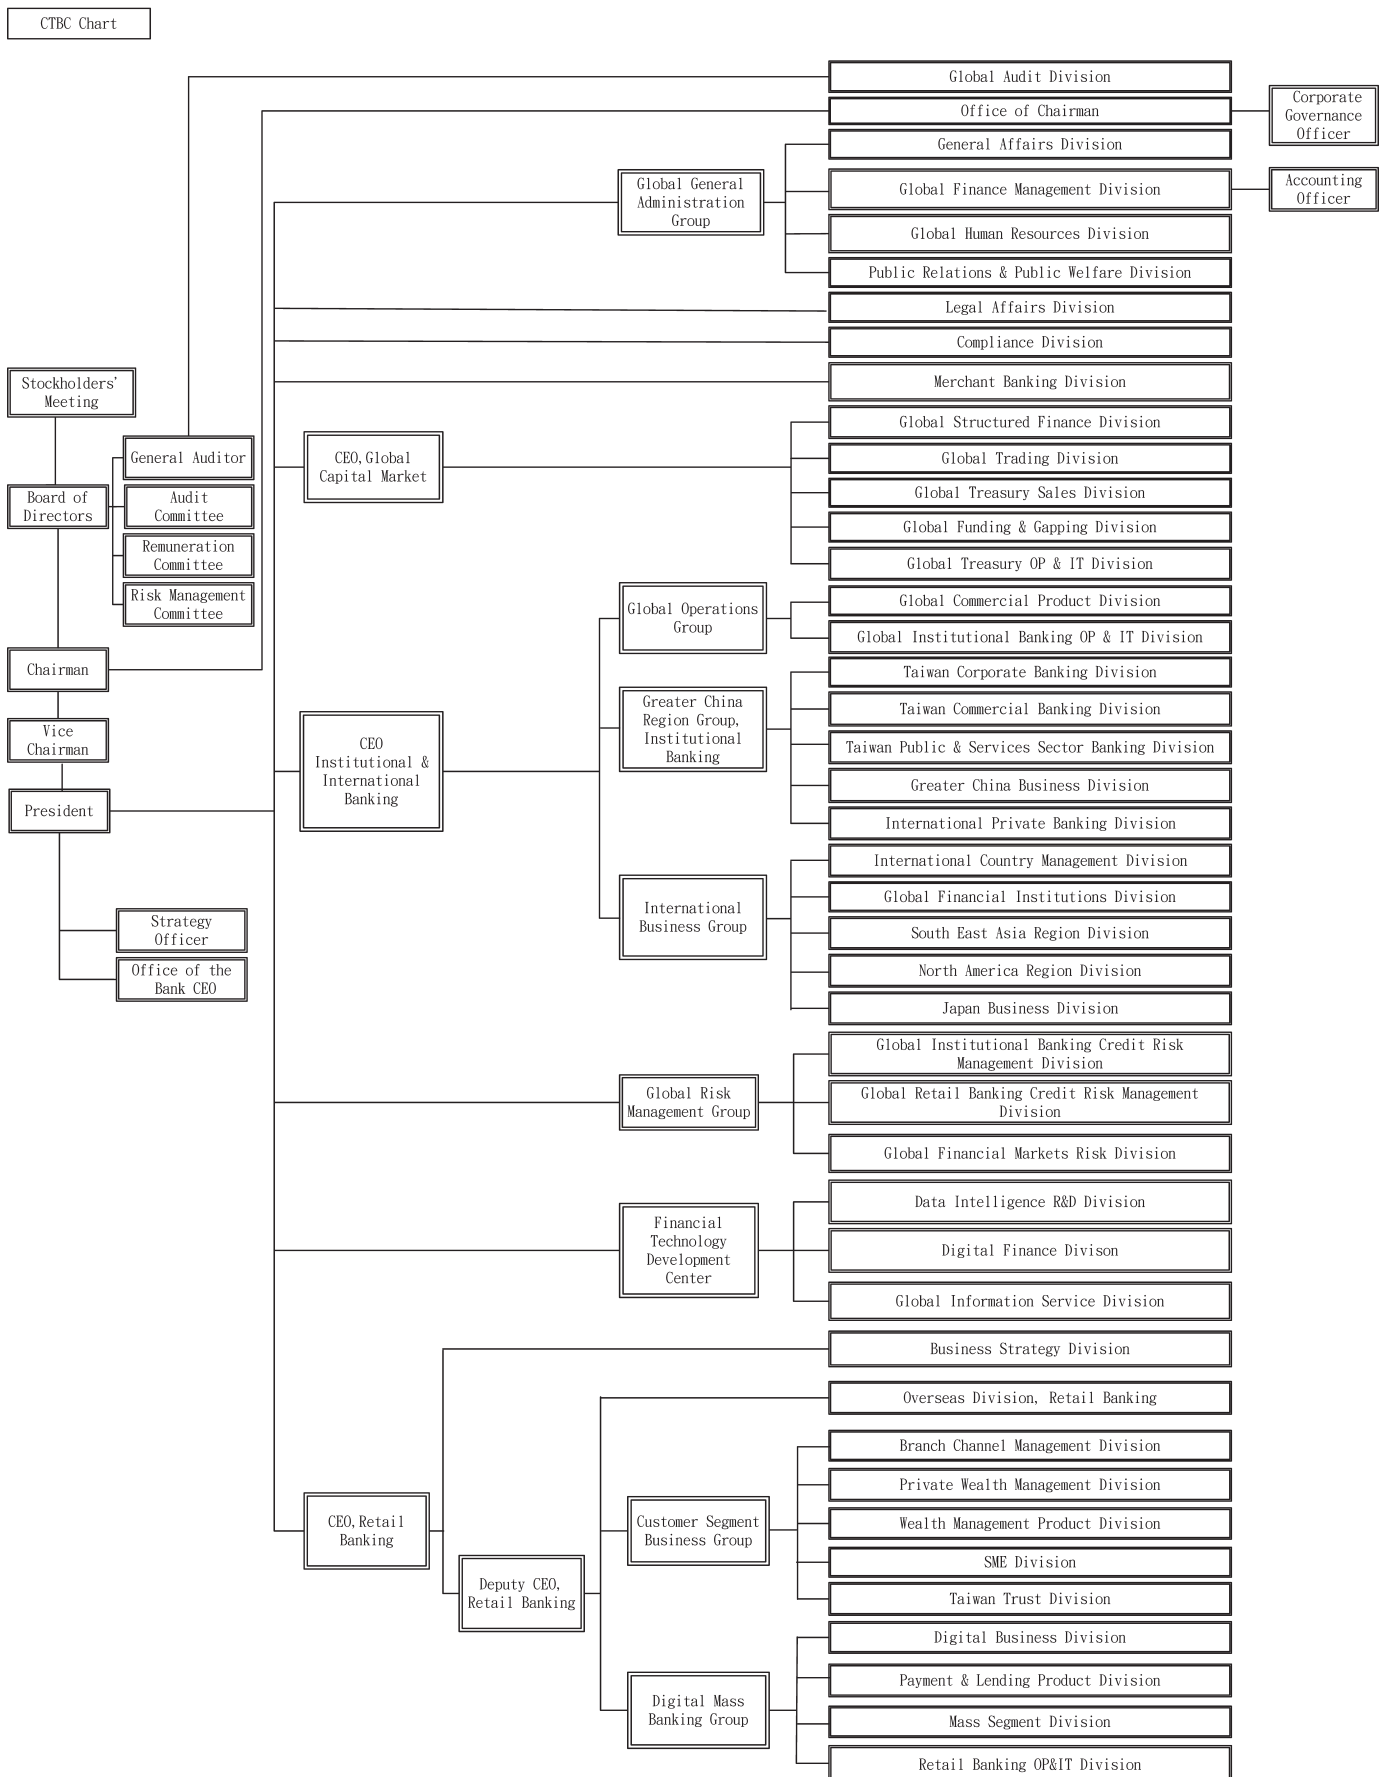 CTBC Chart
Global Audit Division
Office of Chairman
Corporate
Governance
Officer
General Affairs Division
Global General
Administration
Group
Global Finance Management Division
Accounting
Officer
Global Human Resources Division
Public Relations & Public Welfare Division
Legal Affairs Division
Compliance Division
Merchant Banking Division
Stockholders'
Meeting
General Auditor
Board of
Directors
Audit
Committee
Remuneration
Committee
Risk Management
Committee
CEO,Global
Capital Market
Global Structured Finance Division
Global Trading Division
Global Treasury Sales Division
Global Funding & Gapping Division
Global Treasury OP & IT Division
Chairman
Vice
Chairman
President
Strategy
Officer
Office of the
Bank CEO
CEO
Institutional &
International
Banking
Global Operations
Group
Global Commercial Product Division
Global Institutional Banking OP & IT Division
Greater China
Region Group,
Institutional
Banking
Taiwan Corporate Banking Division
Taiwan Commercial Banking Division
Taiwan Public & Services Sector Banking Division
Greater China Business Division
International Private Banking Division
International
Business Group
International Country Management Division
Global Financial Institutions Division
South East Asia Region Division
North America Region Division
Japan Business Division
Global Risk
Management Group
Global Institutional Banking Credit Risk
Management Division
Global Retail Banking Credit Risk Management
Division
Global Financial Markets Risk Division
Financial
Technology
Development
Center
Data Intelligence R&D Division
Digital Finance Divison
Global Information Service Division
CEO,Retail
Banking
Business Strategy Division
Deputy CEO,
Retail Banking
Overseas Division, Retail Banking
Customer Segment
Business Group
Branch Channel Management Division
Private Wealth Management Division
Wealth Management Product Division
SME Division
Taiwan Trust Division
Digital Mass
Banking Group
Digital Business Division
Payment & Lending Product Division
Mass Segment Division
Retail Banking OP&IT Division